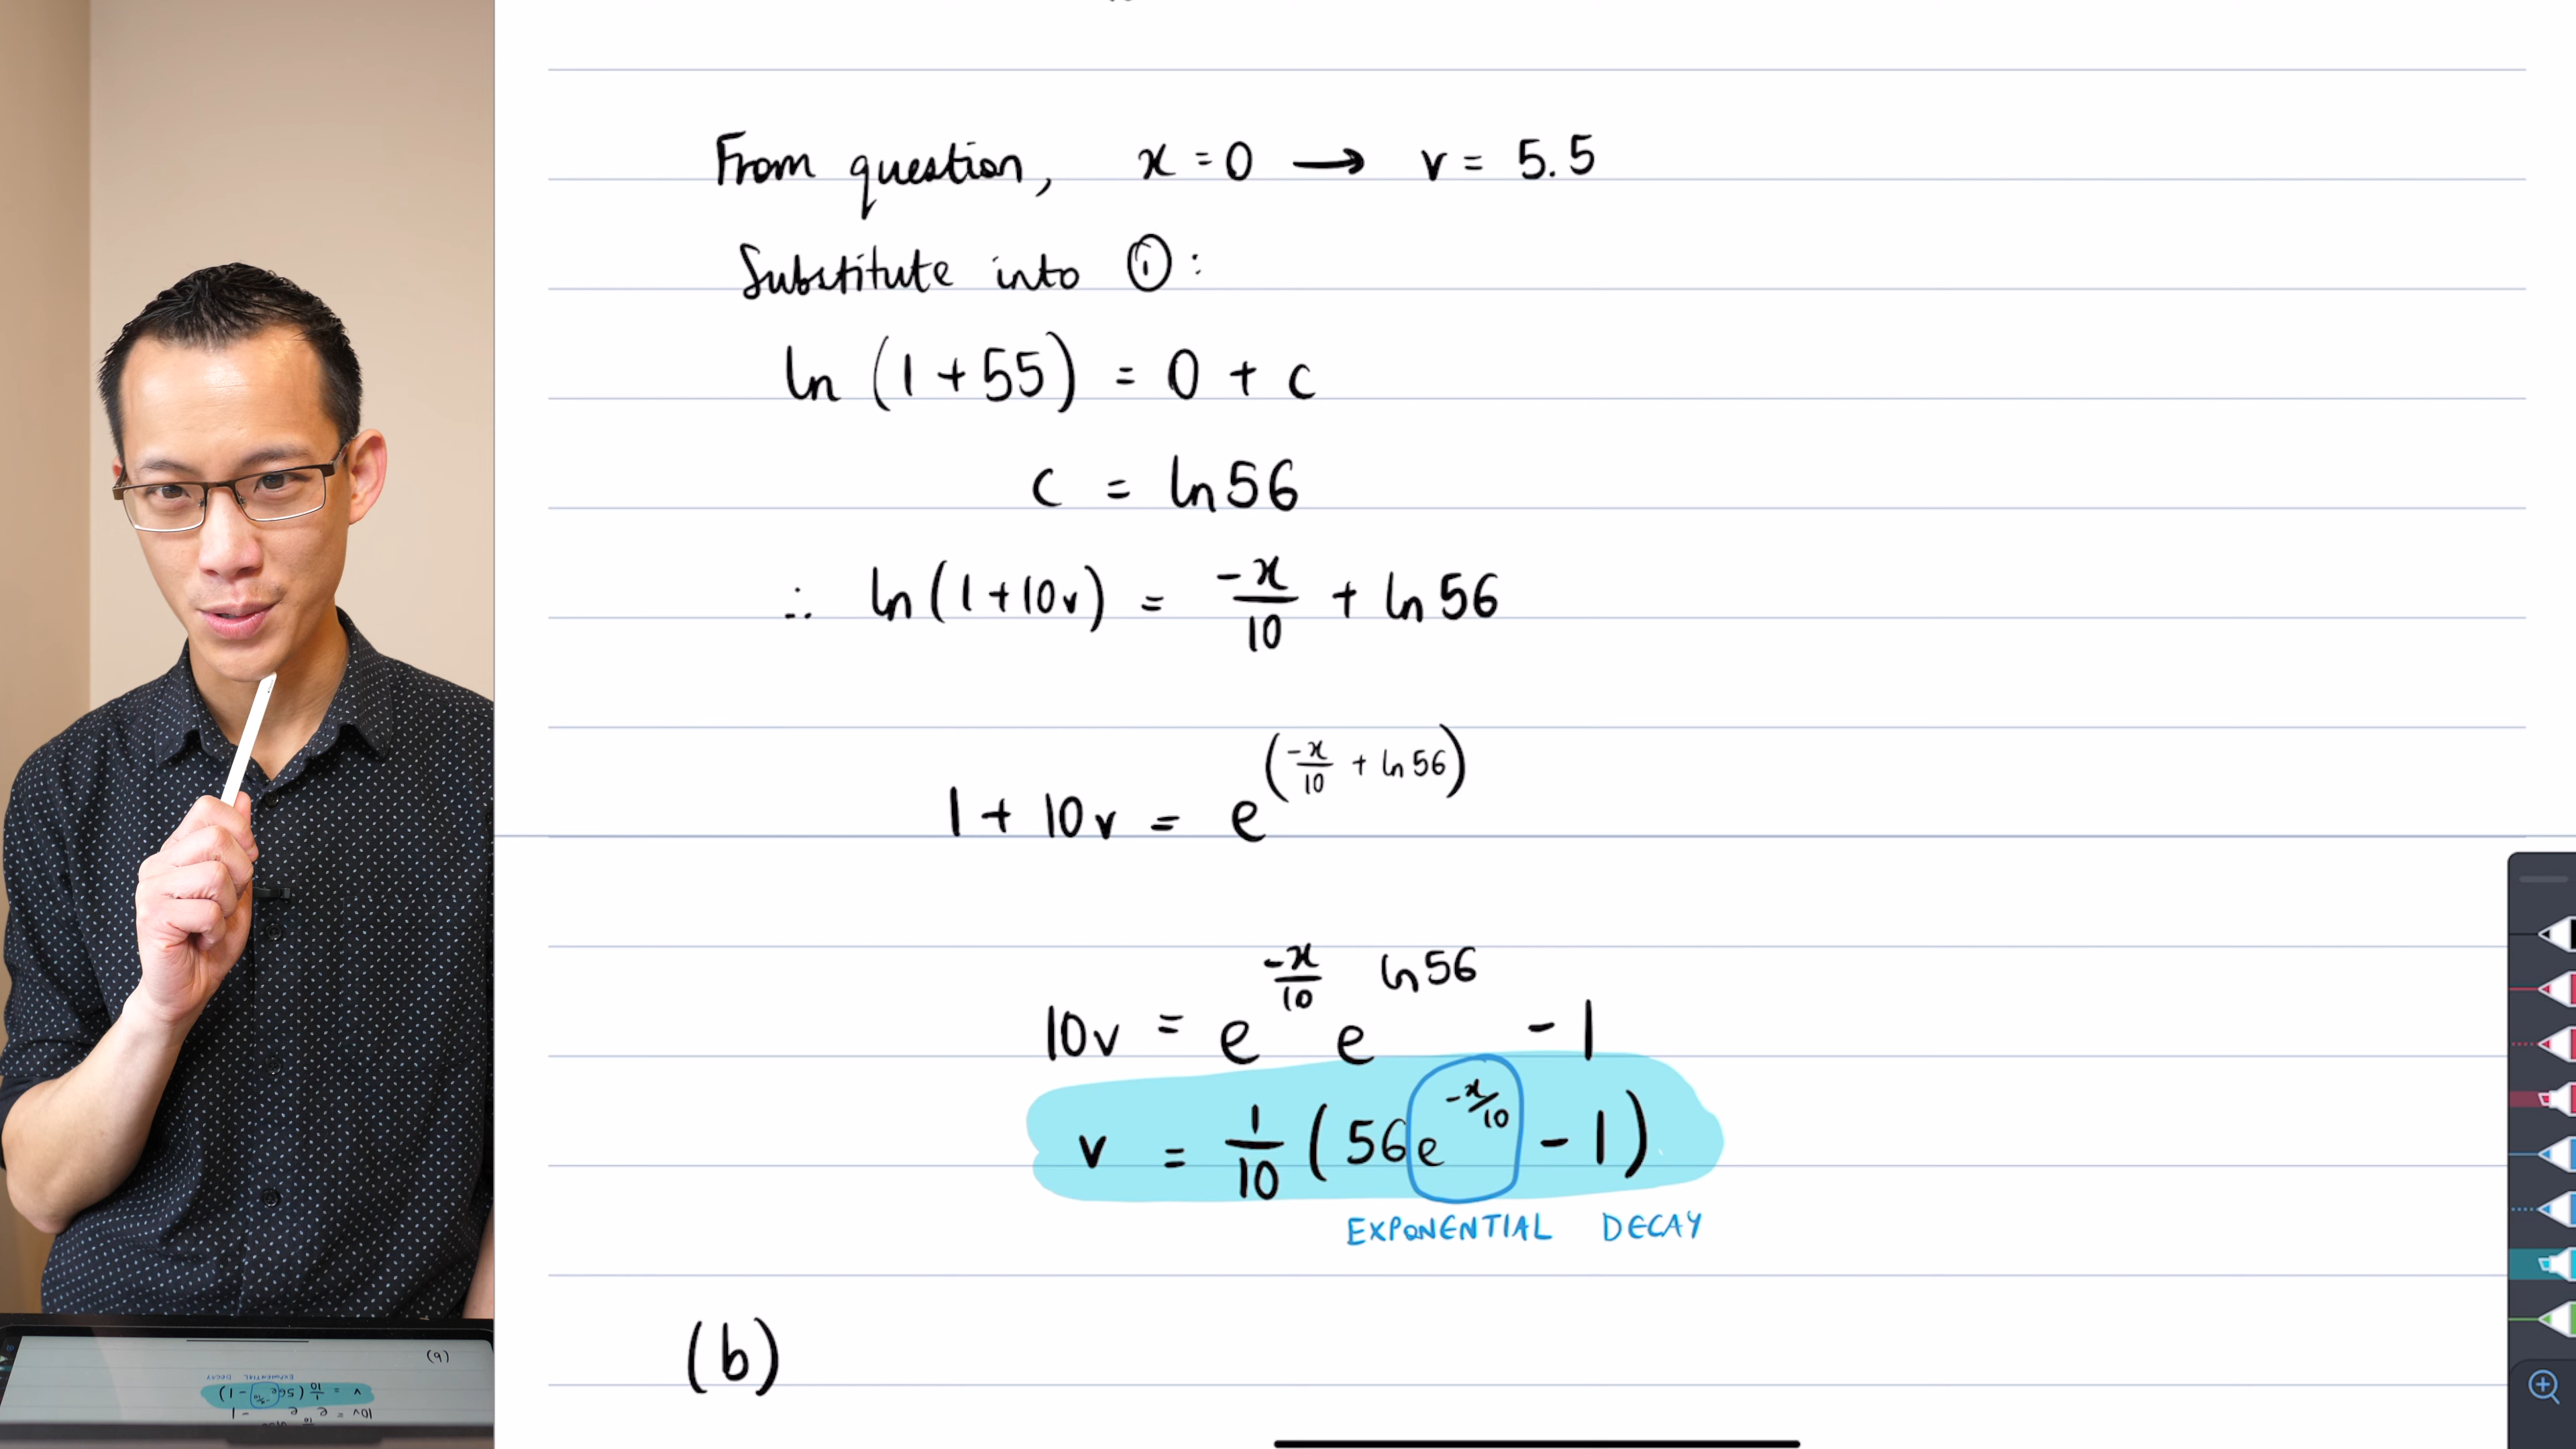 From question, x = 0 → v = 5.5
Substitute into ①:
ln (1 + 55) = 0 + c
c = ln 56
∴ ln (1 + 10v) = -x/10 + ln 56
1 + 10v = e^(-x/10 + ln 56)
10v = e^(-x/10) e^(ln 56) - 1
v = 1/10 (56e^(-x/10) - 1)
EXPONENTIAL DECAY
(b)